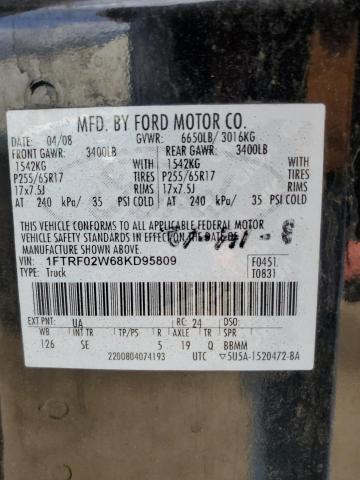 MFD. BY FORD MOTOR CO.
DATE: 04/08 GVWR: 6650LB/ 3016KG
FRONT GAWR: 3400LB REAR GAWR: 3400LB
1542KG WITH 1542KG WITH
P255/65R17 TIRES P255/65R17 TIRES
17x7.5J RIMS 17x7.5J RIMS
AT 240 kPa/ 35 PSI COLD AT 240 kPa/ 35 PSI COLD
THIS VEHICLE CONFORMS TO ALL APPLICABLE FEDERAL MOTOR
VEHICLE SAFETY STANDARDS IN EFFECT ON THE DATE OF
MANUFACTURE SHOWN ABOVE.
VIN: 1FTRF02W68KD95809 F0451
TYPE: Truck T0831
EXT PNT: UA RC: 24
WB INT TR TP/PS R AXLE TR SPR
126 SE 5 19 Q BBMM
2200804074193 UTC 5U5A-1520472-BA